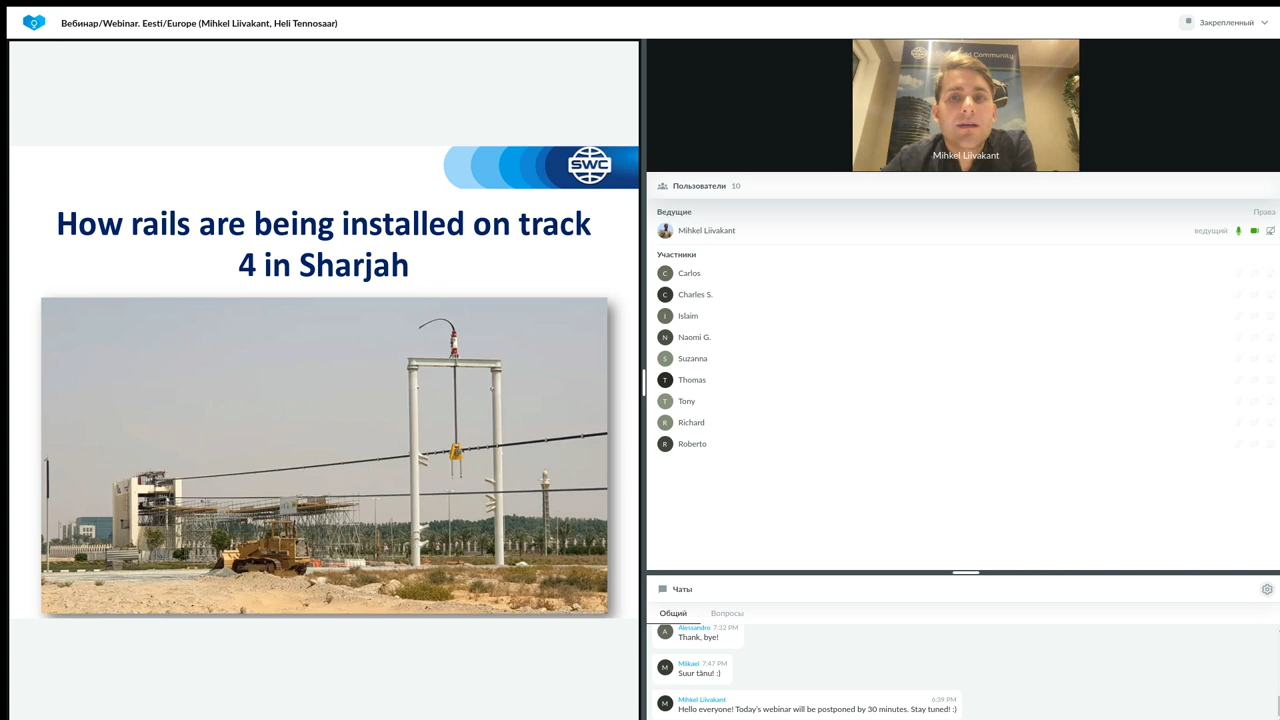 Вебинар/Webinar. Eesti/Europe (Mihkel Liivakant, Heli Tennosaar)
Закрепленный
SWC
How rails are being installed on track
4 in Sharjah
Community
Mihkel Liivakant
Пользователи 10
Ведущие Права
Mihkel Liivakant ведущий
Участники
C Carlos
C Charles S.
I Islaim
N Naomi G.
S Suzanna
T Thomas
T Tony
R Richard
R Roberto
Чаты
Общий Вопросы
A Alessandro 7:32 PM
Thank, bye!
M Miikael 7:47 PM
Suur tänu! :)
M Mihkel Liivakant 6:39 PM
Hello everyone! Today's webinar will be postponed by 30 minutes. Stay tuned! :)